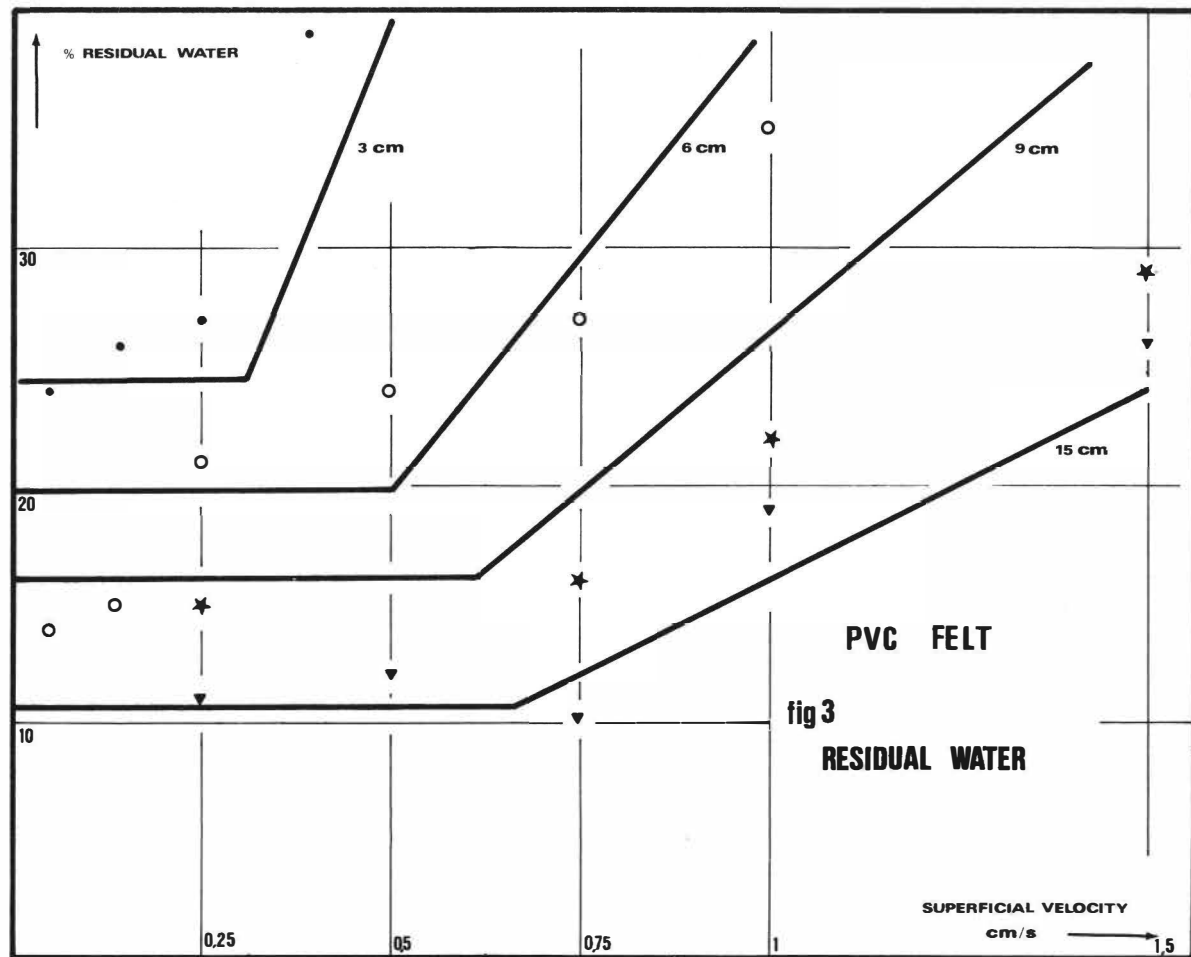 % RESIDUAL WATER
3 cm
6 cm
9 cm
30
15 cm
20
PVC FELT
10
fig 3
RESIDUAL WATER
SUPERFICIAL VELOCITY
cm/s
0,25
0,5
0,75
1
1,5